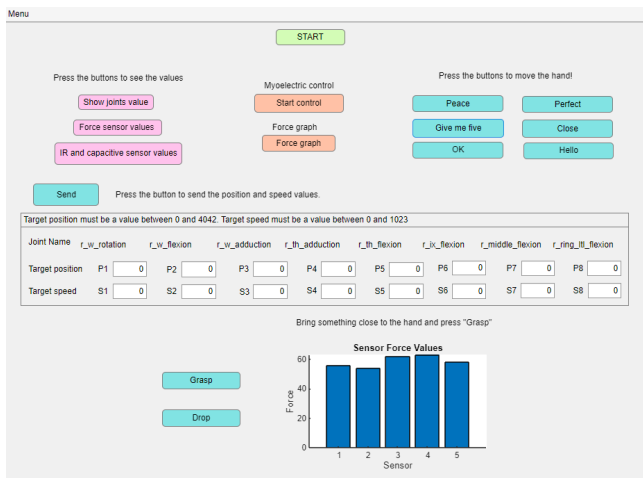 Menu
START
Press the buttons to see the values
Show joints value
Force sensor values
IR and capacitive sensor values
Myoelectric control
Start control
Force graph
Force graph
Press the buttons to move the hand!
Peace Perfect
Give me five Close
OK Hello
Send Press the button to send the position and speed values.
Target position must be a value between 0 and 4042. Target speed must be a value between 0 and 1023
Joint Name r_w_rotation r_w_flexion r_w_adduction r_th_adduction r_th_flexion r_ix_flexion r_middle_flexion r_ring_ltl_flexion
Target position P1 0 P2 0 P3 0 P4 0 P5 0 P6 0 P7 0 P8 0
Target speed S1 0 S2 0 S3 0 S4 0 S5 0 S6 0 S7 0 S8 0
Bring something close to the hand and press "Grasp"
Grasp
Drop
Sensor Force Values
Force
60
40
20
0
1 2 3 4 5
Sensor